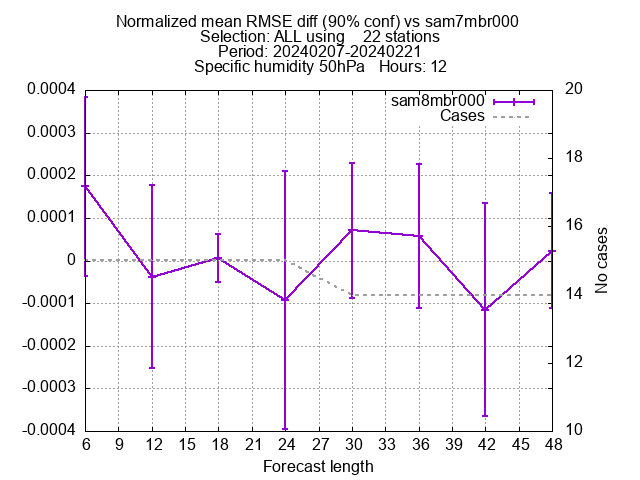 Normalized mean RMSE diff (90% conf) vs sam7mbr000
Selection: ALL using    22 stations
Period: 20240207-20240221
Specific humidity 50hPa   Hours: 12
sam8mbr000
Cases
0.0004
0.0003
0.0002
0.0001
0
-0.0001
-0.0002
-0.0003
-0.0004
20
18
16
14
12
10
No cases
6 9 12 15 18 21 24 27 30 33 36 39 42 45 48
Forecast length